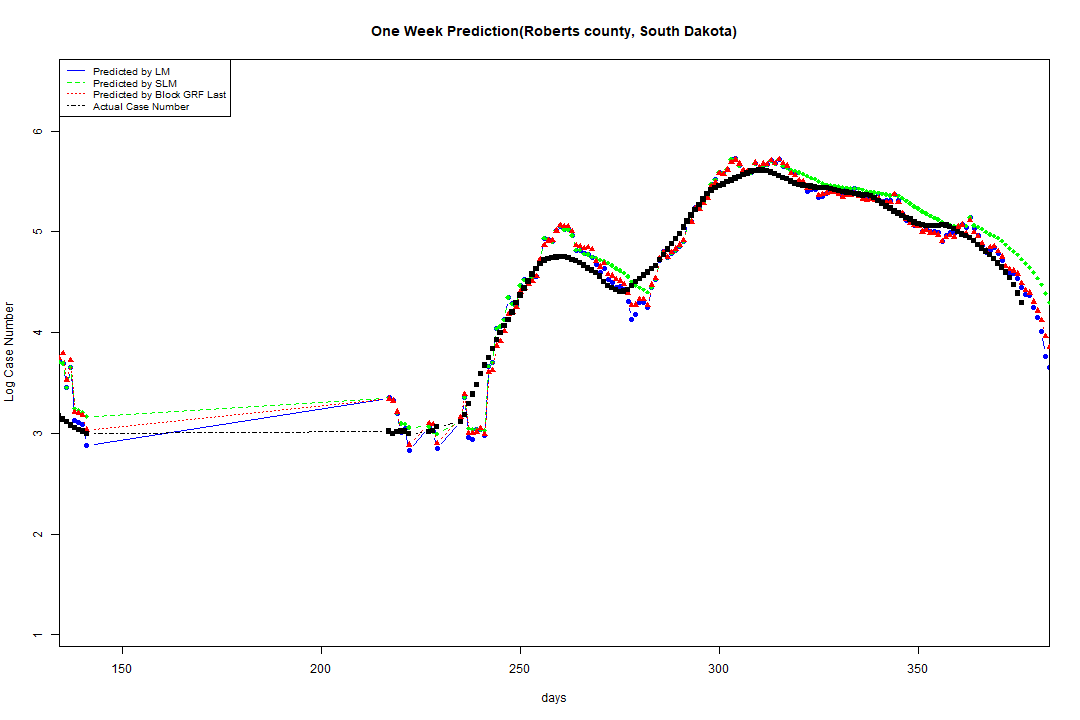 One Week Prediction(Roberts county, South Dakota)
Predicted by LM
Predicted by SLM
Predicted by Block GRF Last
Actual Case Number
Log Case Number
6
5
4
3
2
1
150 200 250 300 350
days